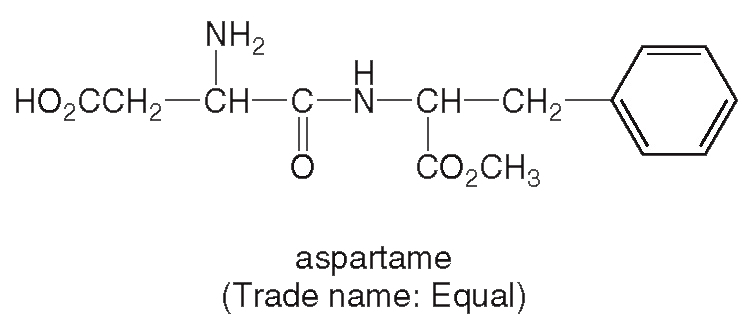 NH₂
H
HO₂CCH₂—CH—C—N—CH—CH₂
O
CO₂CH₃
aspartame
(Trade name: Equal)